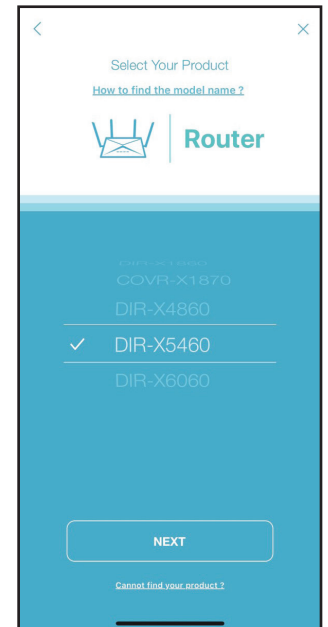 Select Your Product
How to find the model name ?
Router
COVR-X1870
DIR-X4860
DIR-X5460
DIR-X6060
NEXT
Cannot find your product ?